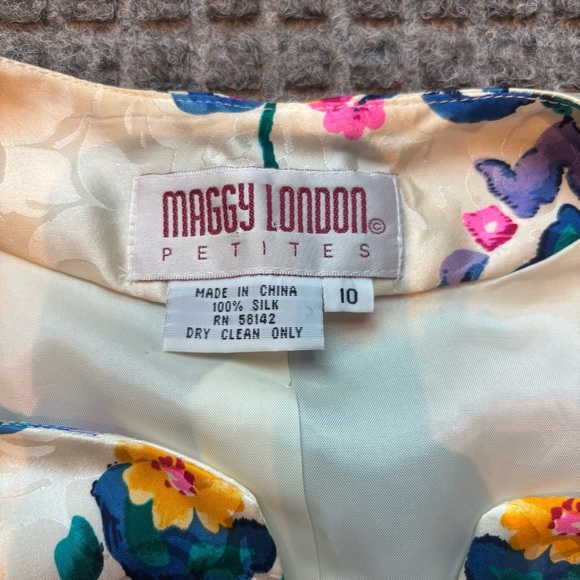 MAGGY LONDON©
PETITES
MADE IN CHINA
100% SILK
RN 58142
DRY CLEAN ONLY
10